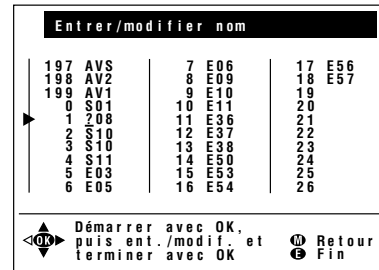 Entrer/modifier nom
197 AVS
198 AV2
199 AV1
0 S01
1 ?08
2 S10
3 S10
4 S11
5 E03
6 E05
7 E06
8 E09
9 E10
10 E11
11 E36
12 E37
13 E38
14 E50
15 E53
16 E54
17 E56
18 E57
19
20
21
22
23
24
25
26
OK
Démarrer avec OK,
puis ent./modif. et
terminer avec OK
M Retour
E Fin